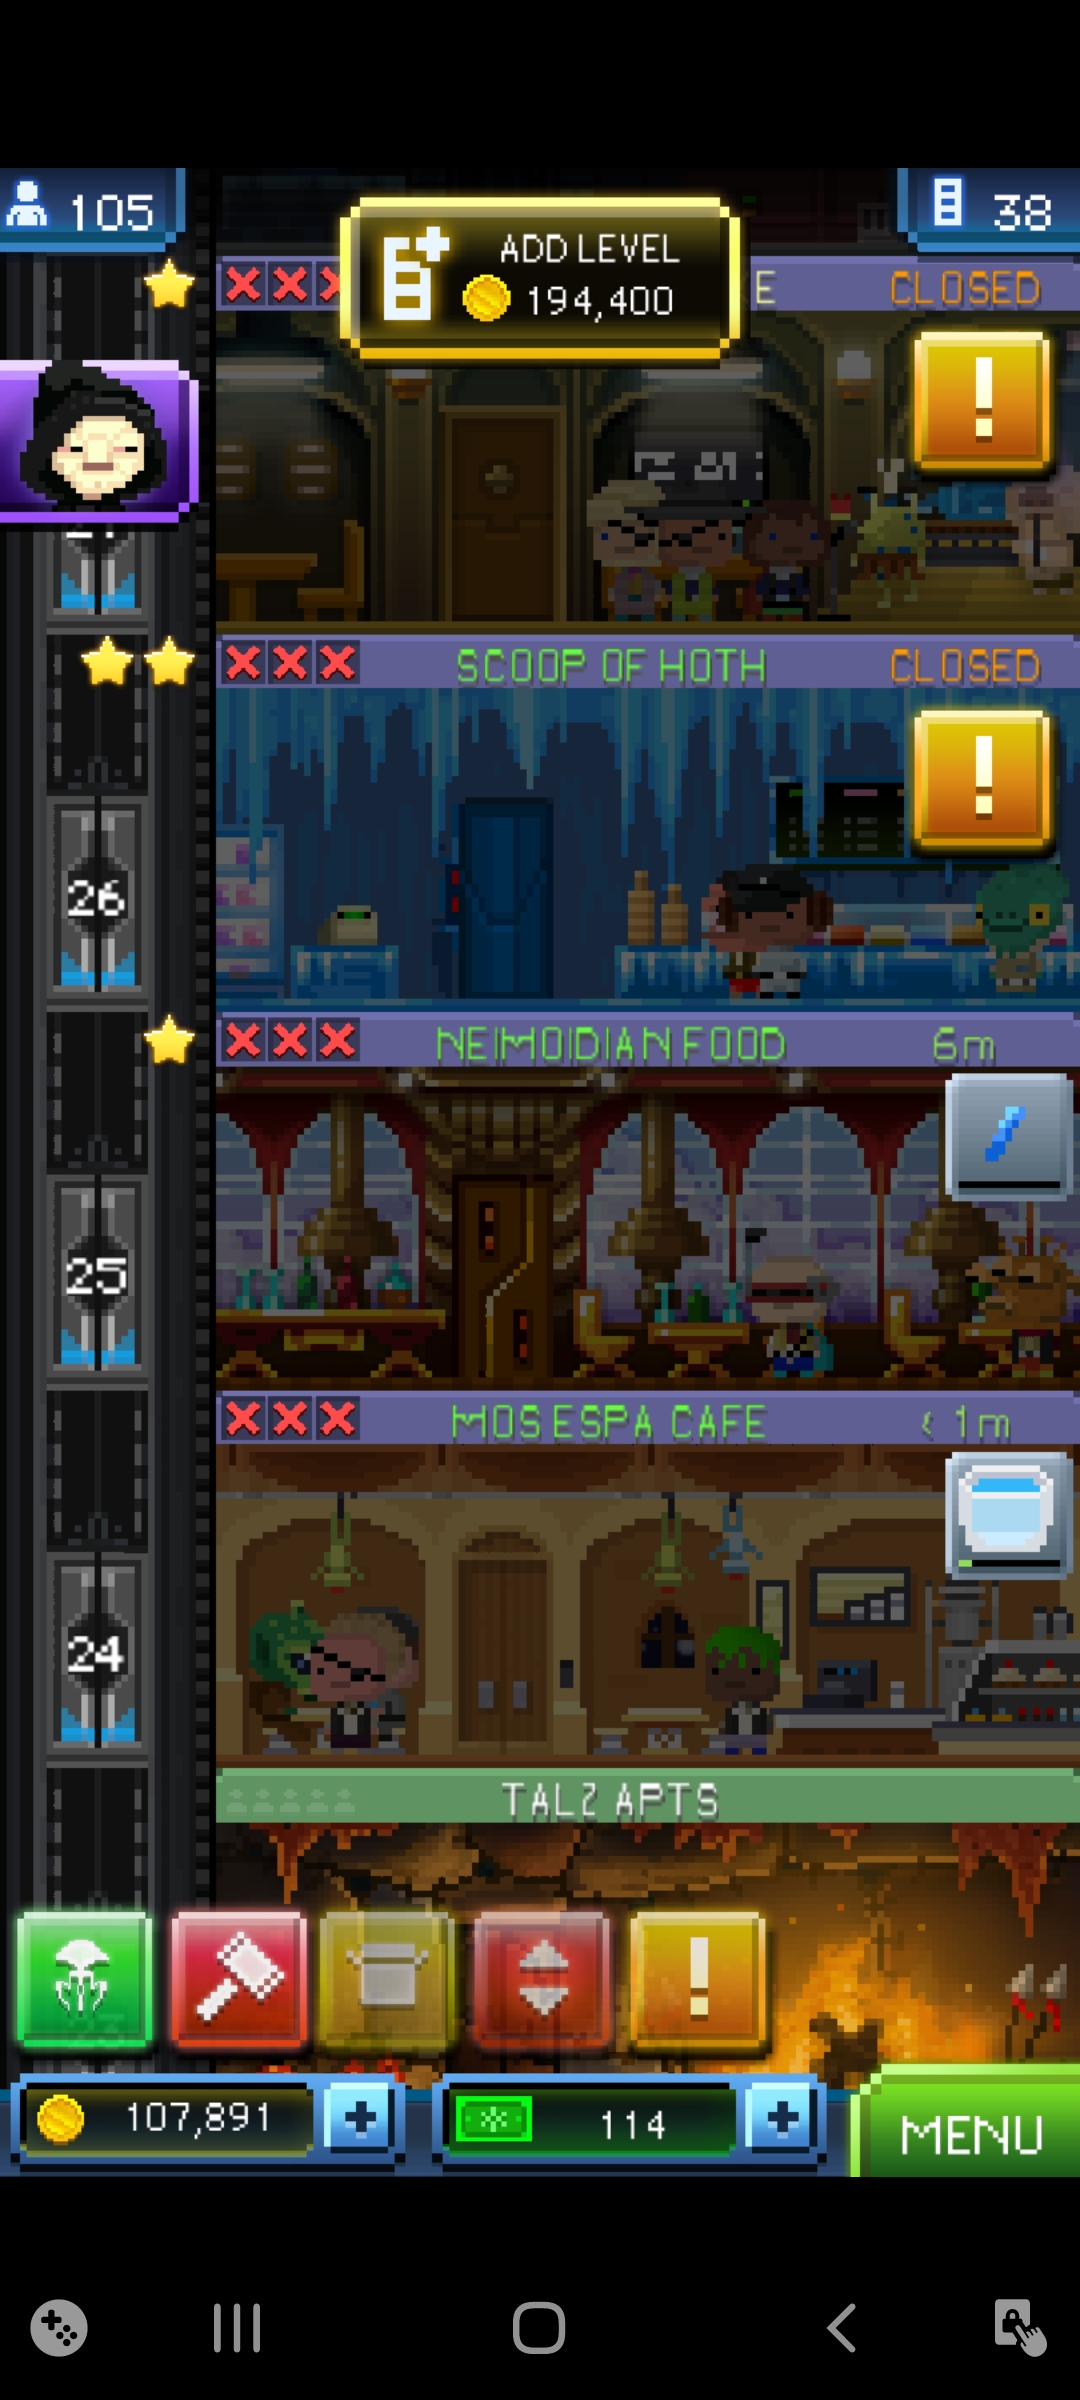 105
ADD LEVEL
194,400
38
E
CLOSED
SCOOP OF HOTH
CLOSED
26
NEIMOIDIAN FOOD
6m
25
MOS ESPA CAFE
< 1m
24
TALZ APTS
107,891
114
MENU